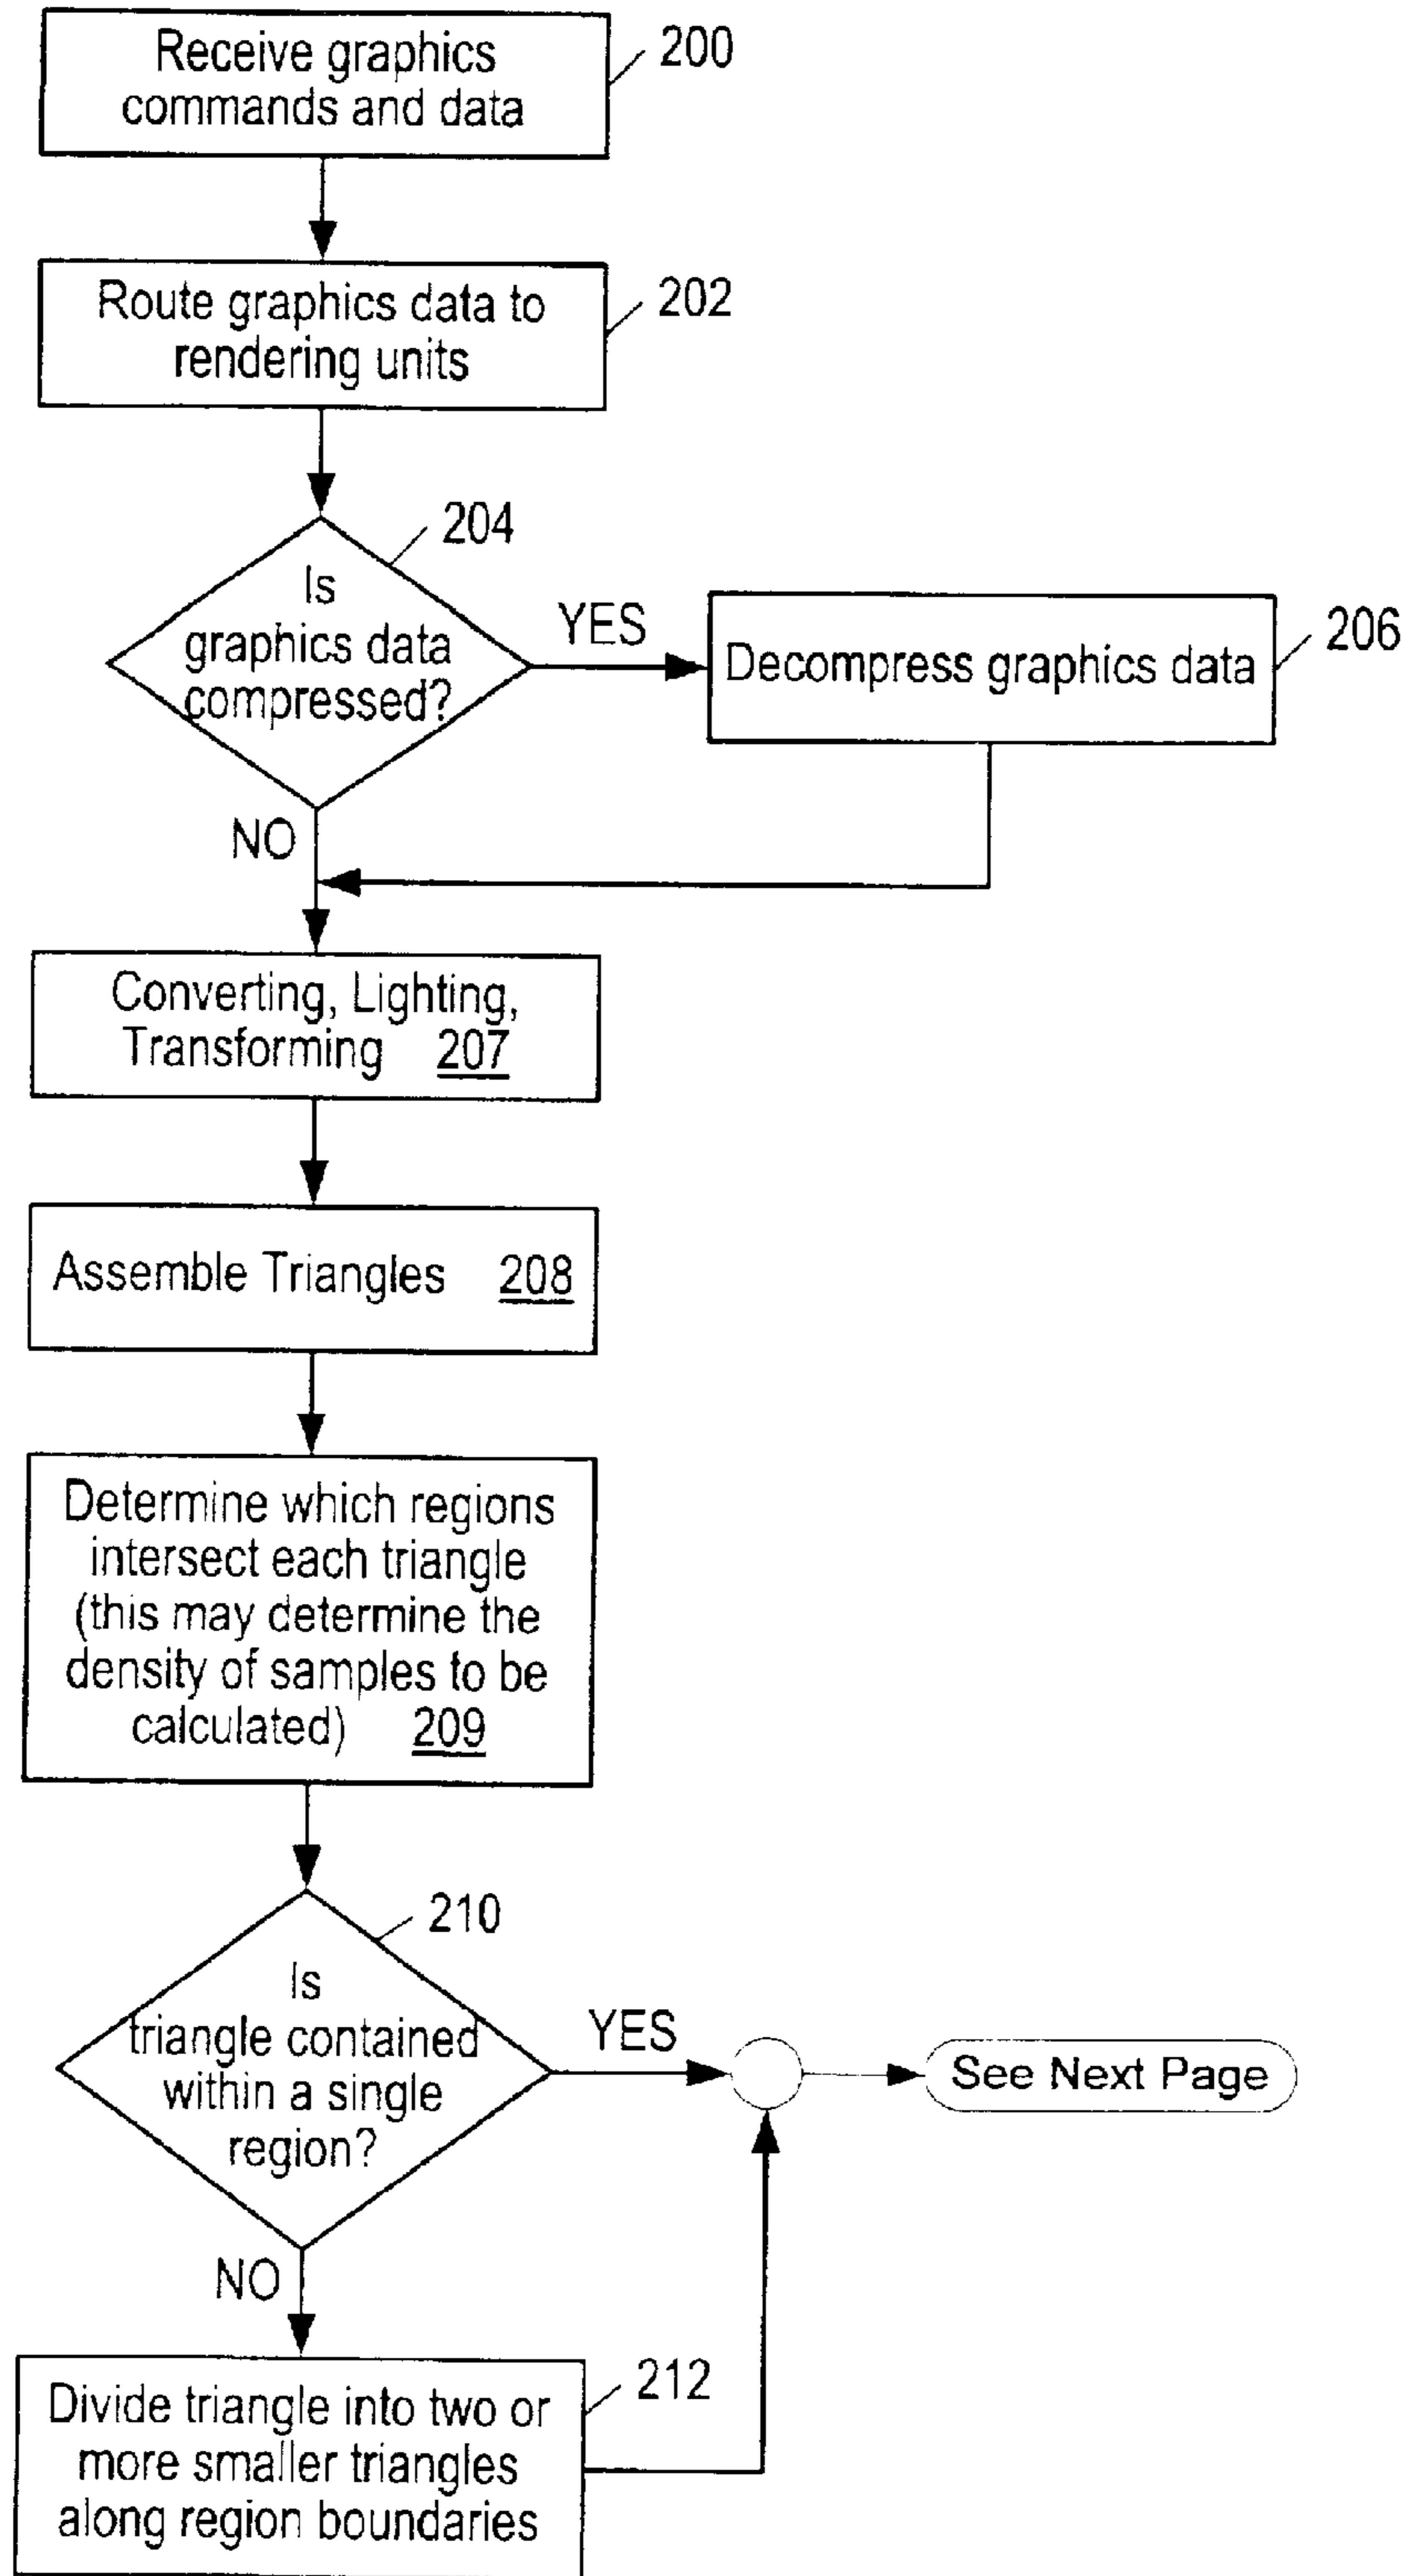 Receive graphics
commands and data
200
Route graphics data to
rendering units
202
204
Is
graphics data
compressed?
YES
Decompress graphics data
206
NO
Converting, Lighting,
Transforming 207
Assemble Triangles 208
Determine which regions
intersect each triangle
(this may determine the
density of samples to be
calculated) 209
210
Is
triangle contained
within a single
region?
YES
See Next Page
NO
Divide triangle into two or
more smaller triangles
along region boundaries
212